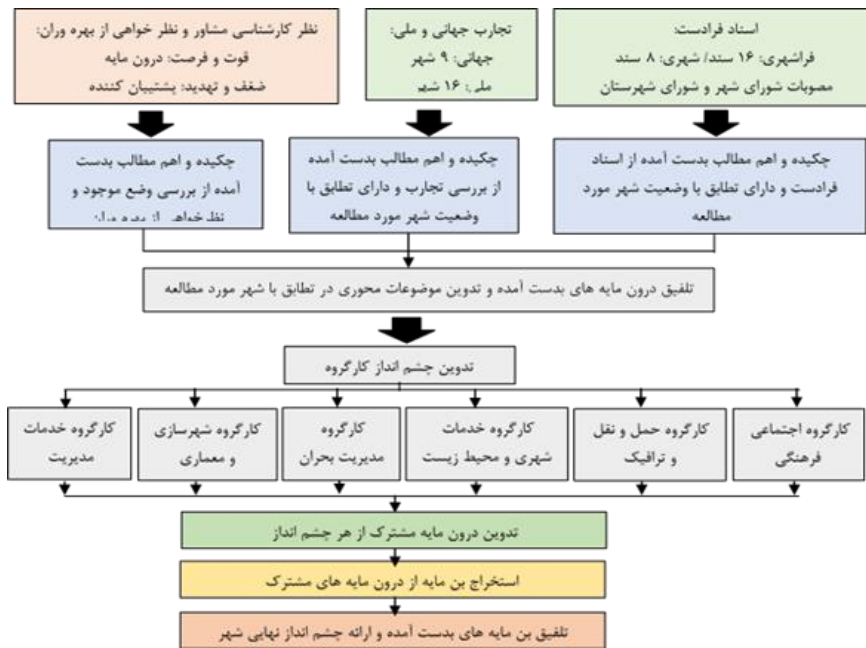 اسناد فرادست:
فراشهری: ۱۶ سند/ شهری: ۸ سند
مصوبات شورای شهر و شورای شهرستان
تجارب جهانی و ملی:
جهانی: ۹ شهر
ملی: ۱۶ شهر
نظر کارشناسی مشاور و نظر خواهی از بهره وران:
قوت و فرصت: درون مایه
ضغف و تهدید: پشتیبان کننده
چکیده و اهم مطالب بدست آمده از اسناد
فرادست و دارای تطابق با وضعیت شهر مورد
مطالعه
چکیده و اهم مطالب بدست آمده
از بررسی تجارب و دارای تطابق با
وضعیت شهر مورد مطالعه
چکیده و اهم مطالب بدست
آمده از بررسی وضع موجود و
نظرخواهی از بهره وران
تلفیق درون مایه های بدست آمده و تدوین موضوعات محوری در تطابق با شهر مورد مطالعه
تدوین چشم انداز کارگروه
کارگروه اجتماعی
فرهنگی
کارگروه حمل و نقل
و ترافیک
کارگروه خدمات
شهری و محیط زیست
کارگروه
مدیریت بحران
کارگروه شهرسازی
و معماری
کارگروه خدمات
مدیریت
تدوین درون مایه مشترک از هر چشم انداز
استخراج بن مایه از درون مایه های مشترک
تلفیق بن مایه های بدست آمده و ارائه چشم انداز نهایی شهر